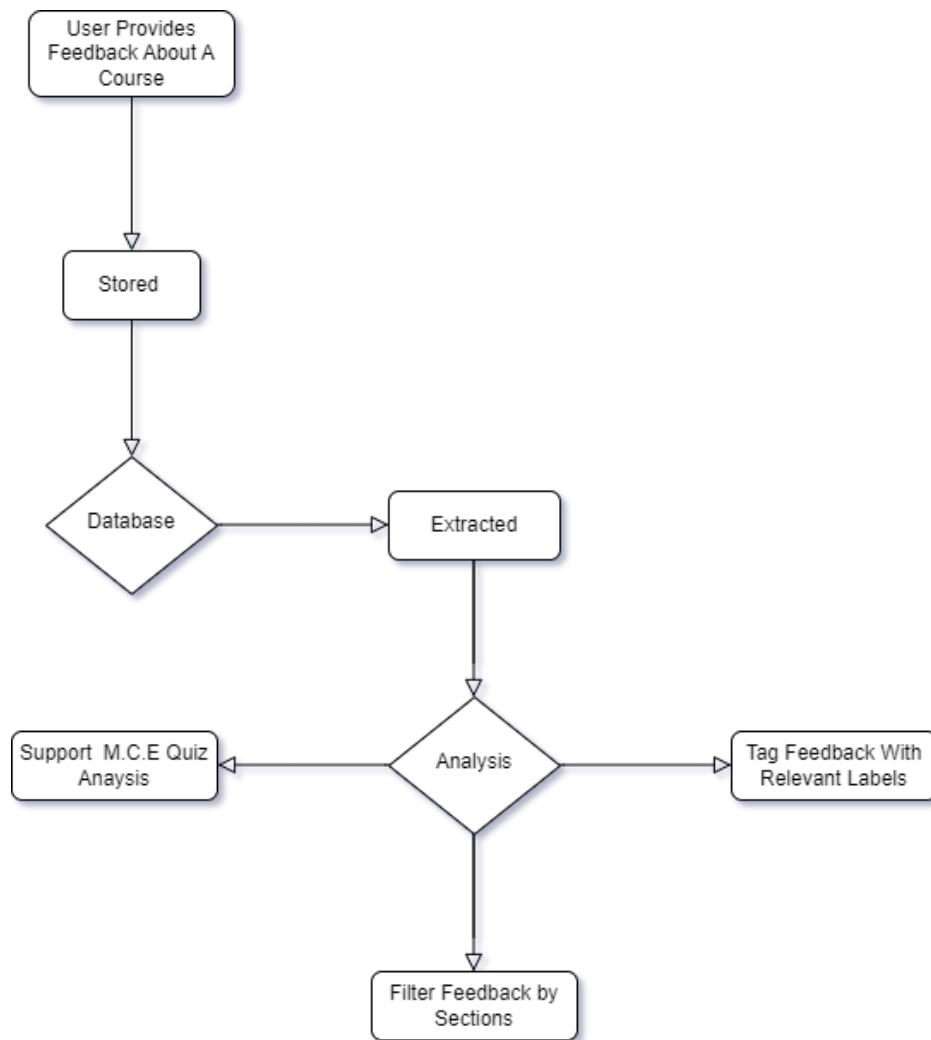 User Provides
Feedback About A
Course
Stored
Database
Extracted
Analysis
Support M.C.E Quiz
Anaysis
Tag Feedback With
Relevant Labels
Filter Feedback by
Sections